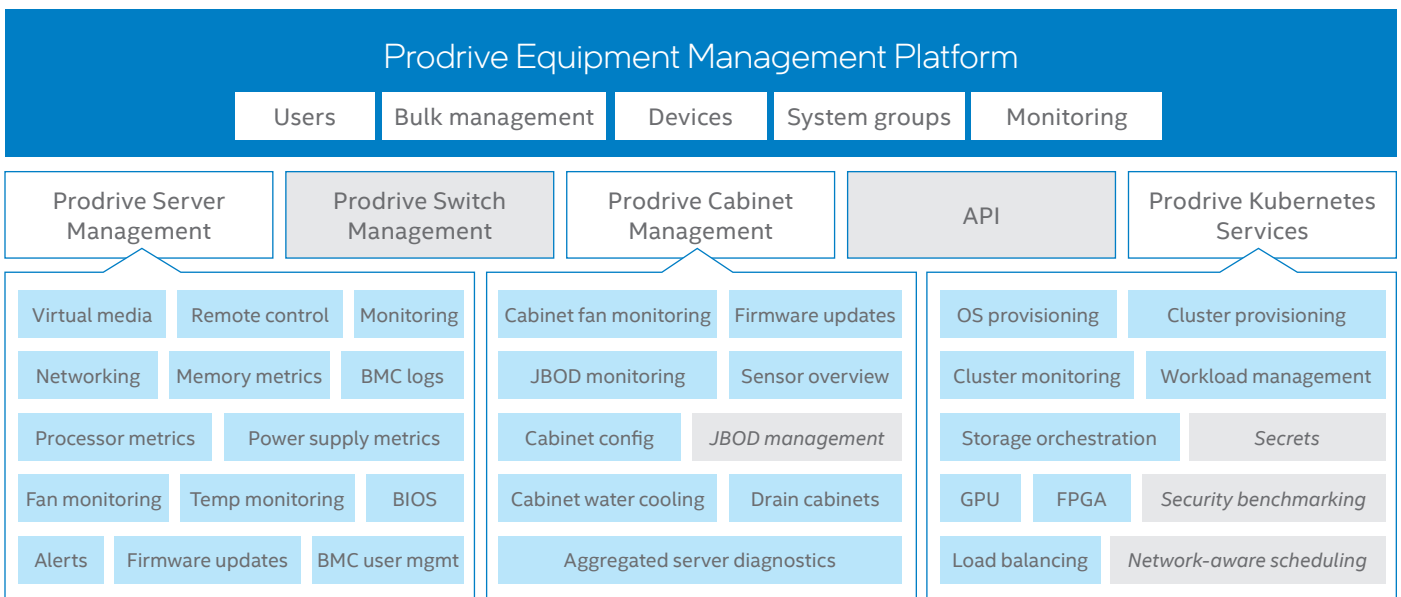 Prodrive Equipment Management Platform
Users
Bulk management
Devices
System groups
Monitoring
Prodrive Server
Management
Prodrive Switch
Management
Prodrive Cabinet
Management
API
Prodrive Kubernetes
Services
Virtual media
Remote control
Monitoring
Networking
Memory metrics
BMC logs
Processor metrics
Power supply metrics
Fan monitoring
Temp monitoring
BIOS
Alerts
Firmware updates
BMC user mgmt
Cabinet fan monitoring
Firmware updates
JBOD monitoring
Sensor overview
Cabinet config
JBOD management
Cabinet water cooling
Drain cabinets
Aggregated server diagnostics
OS provisioning
Cluster provisioning
Cluster monitoring
Workload management
Storage orchestration
Secrets
GPU
FPGA
Security benchmarking
Load balancing
Network-aware scheduling